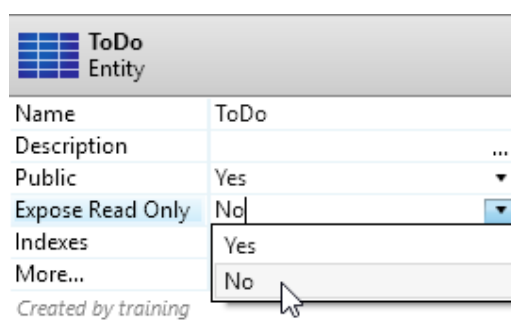 ToDo
Entity
Name ToDo
Description ...
Public Yes
Expose Read Only No
Indexes Yes
More... No
Created by training